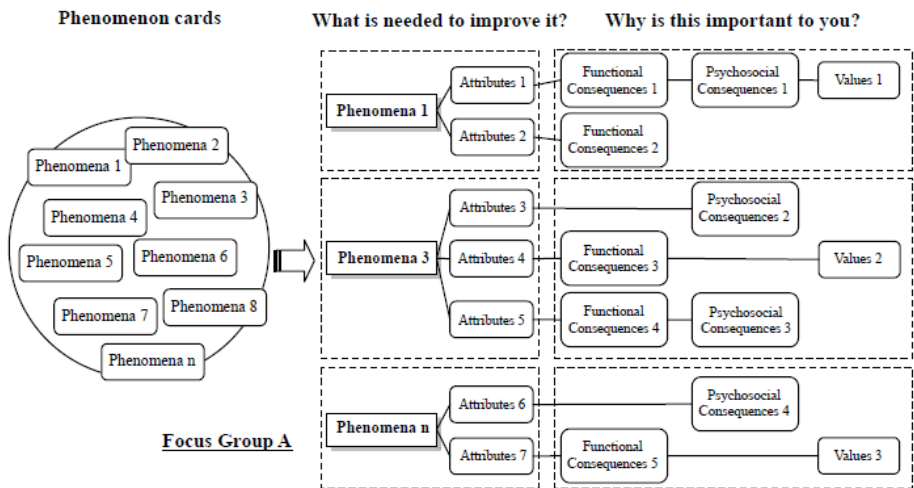 Phenomenon cards
What is needed to improve it?
Why is this important to you?
Phenomena 1
Phenomena 2
Phenomena 3
Phenomena 4
Phenomena 5
Phenomena 6
Phenomena 7
Phenomena 8
Phenomena n
Focus Group A
Phenomena 1
Attributes 1
Functional
Consequences 1
Psychosocial
Consequences 1
Values 1
Attributes 2
Functional
Consequences 2
Phenomena 3
Attributes 3
Psychosocial
Consequences 2
Attributes 4
Functional
Consequences 3
Values 2
Attributes 5
Functional
Consequences 4
Psychosocial
Consequences 3
Phenomena n
Attributes 6
Psychosocial
Consequences 4
Attributes 7
Functional
Consequences 5
Values 3